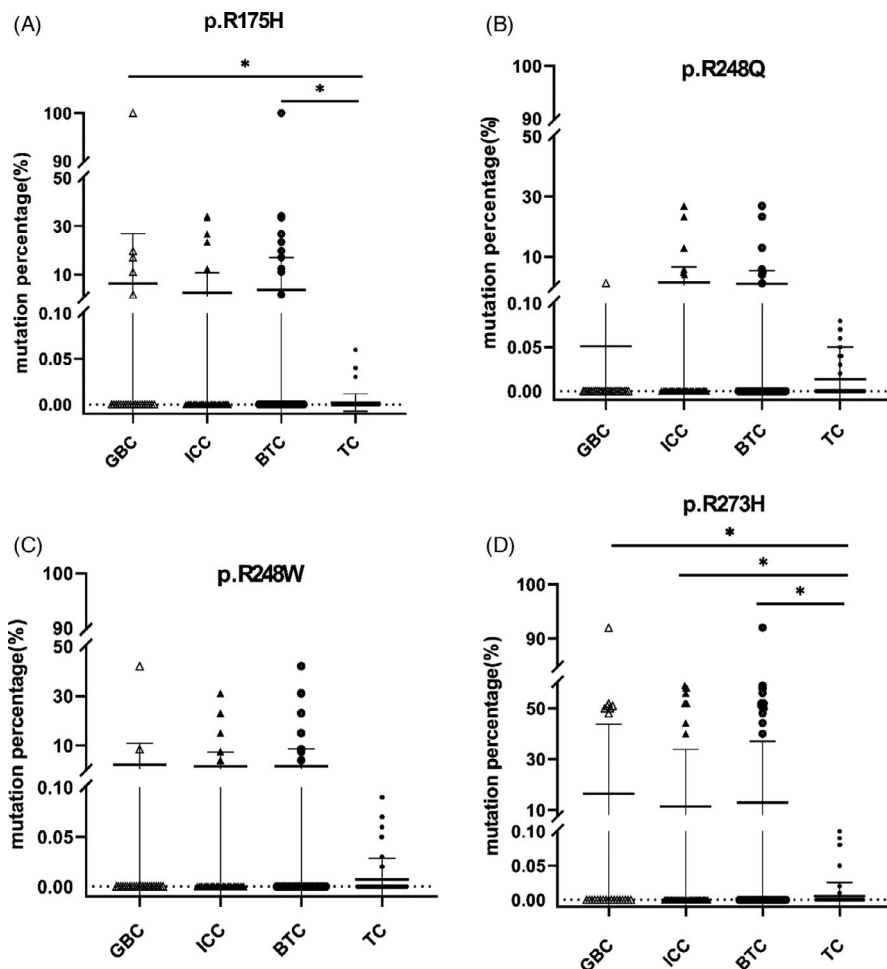 (A)
p.R175H
*
*
mutation percentage(%)
100
90
50
30
10
0.10
0.05
0.00
GBC
ICC
BTC
TC
(B)
p.R248Q
mutation percentage(%)
100
90
50
30
10
0.10
0.05
0.00
GBC
ICC
BTC
TC
(C)
p.R248W
mutation percentage(%)
100
90
50
30
10
0.10
0.05
0.00
GBC
ICC
BTC
TC
(D)
p.R273H
*
*
*
mutation percentage(%)
100
90
50
30
10
0.10
0.05
0.00
GBC
ICC
BTC
TC